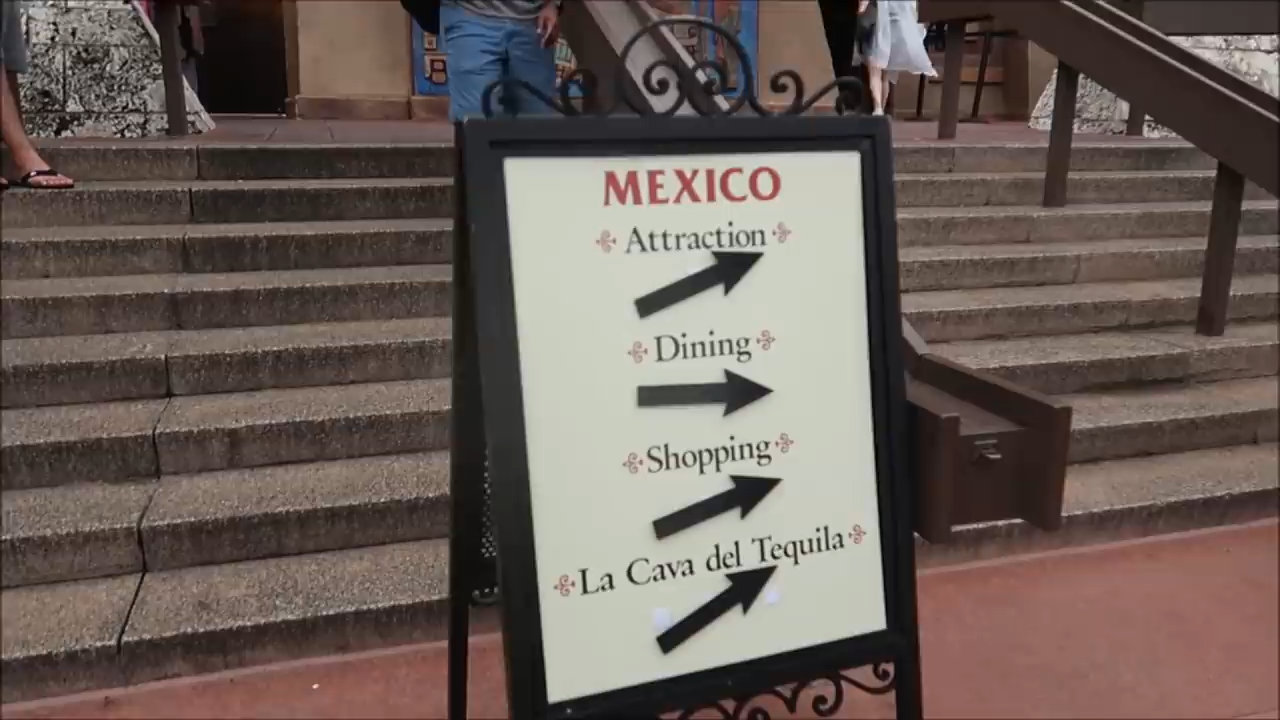 MEXICO
Attraction
Dining
Shopping
La Cava del Tequila